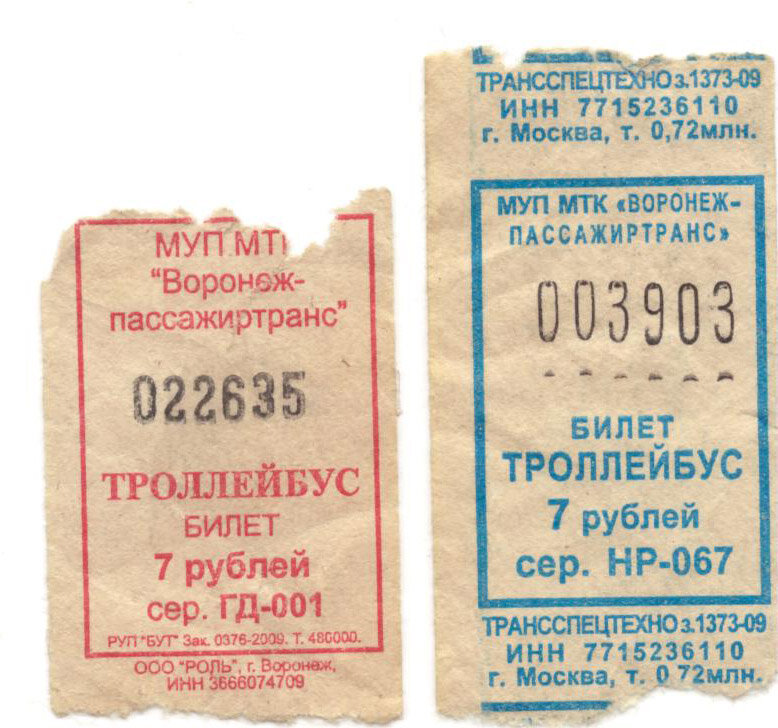 МУП МТ
"Воронеж-
пассажиртранс"
022635
ТРОЛЛЕЙБУС
БИЛЕТ
7 рублей
сер. ГД-001
РУП "БУТ" Зак. 0376-2009. Т. 480000.
ООО "РОЛЬ", г. Воронеж,
ИНН 3666074709
ТРАНССПЕЦТЕХНО з.1373-09
ИНН 7715236110
г. Москва, т. 0,72млн.
МУП МТК «ВОРОНЕЖ-
ПАССАЖИРТРАНС»
003903
БИЛЕТ
ТРОЛЛЕЙБУС
7 рублей
сер. НР-067
ТРАНССПЕЦТЕХНО з.1373-09
ИНН 7715236110
г. Москва, т. 0 72млн.